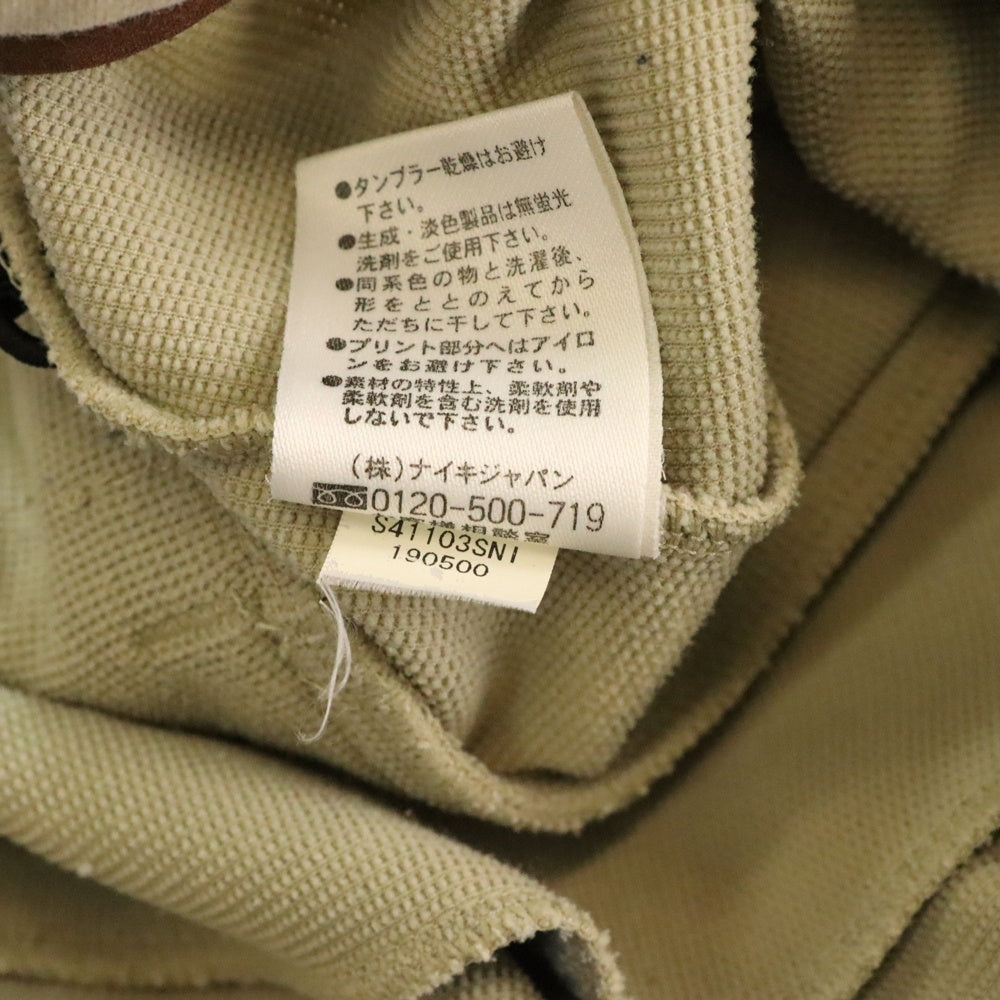 ●タンブラー乾燥はお避け
下さい。
●生成・淡色製品は無蛍光
洗剤をご使用下さい。
●同系色の物と洗濯後、
形をととのえてから
ただちに干して下さい。
●プリント部分へはアイロ
ンをお避け下さい。
●素材の特性上、柔軟剤や
柔軟剤を含む洗剤を使用
しないで下さい。
(株)ナイキジャパン
0120-500-719
様相談室
S41103SNI
190500